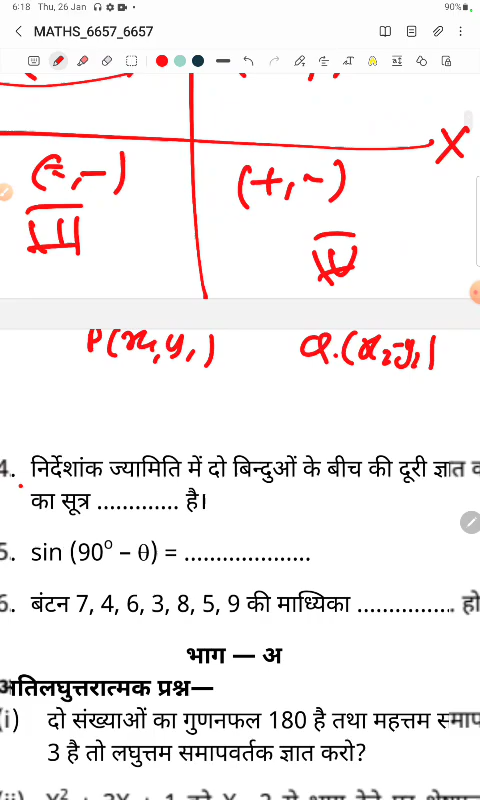 6:18 Thu, 26 Jan 90%
MATHS_6657_6657
X
(-,-) (+,-)
III IV
P(x₁,y₁) Q.(x₂-y₂)
4. निर्देशांक ज्यामिति में दो बिन्दुओं के बीच की दूरी ज्ञात
का सूत्र ............. है।
5. sin (90° – θ) = .....................
6. बंटन 7, 4, 6, 3, 8, 5, 9 की माध्यिका ................ हो
भाग — अ
अतिलघुत्तरात्मक प्रश्न—
(i) दो संख्याओं का गुणनफल 180 है तथा महत्तम समाप
3 है तो लघुत्तम समापवर्तक ज्ञात करो?